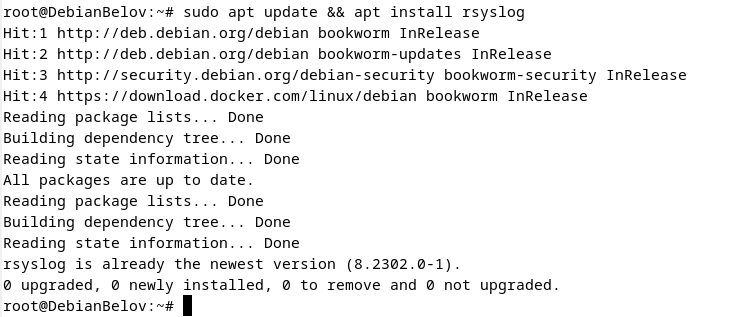 root@DebianBelov:~# sudo apt update && apt install rsyslog
Hit:1 http://deb.debian.org/debian bookworm InRelease
Hit:2 http://deb.debian.org/debian bookworm-updates InRelease
Hit:3 http://security.debian.org/debian-security bookworm-security InRelease
Hit:4 https://download.docker.com/linux/debian bookworm InRelease
Reading package lists... Done
Building dependency tree... Done
Reading state information... Done
All packages are up to date.
Reading package lists... Done
Building dependency tree... Done
Reading state information... Done
rsyslog is already the newest version (8.2302.0-1).
0 upgraded, 0 newly installed, 0 to remove and 0 not upgraded.
root@DebianBelov:~#